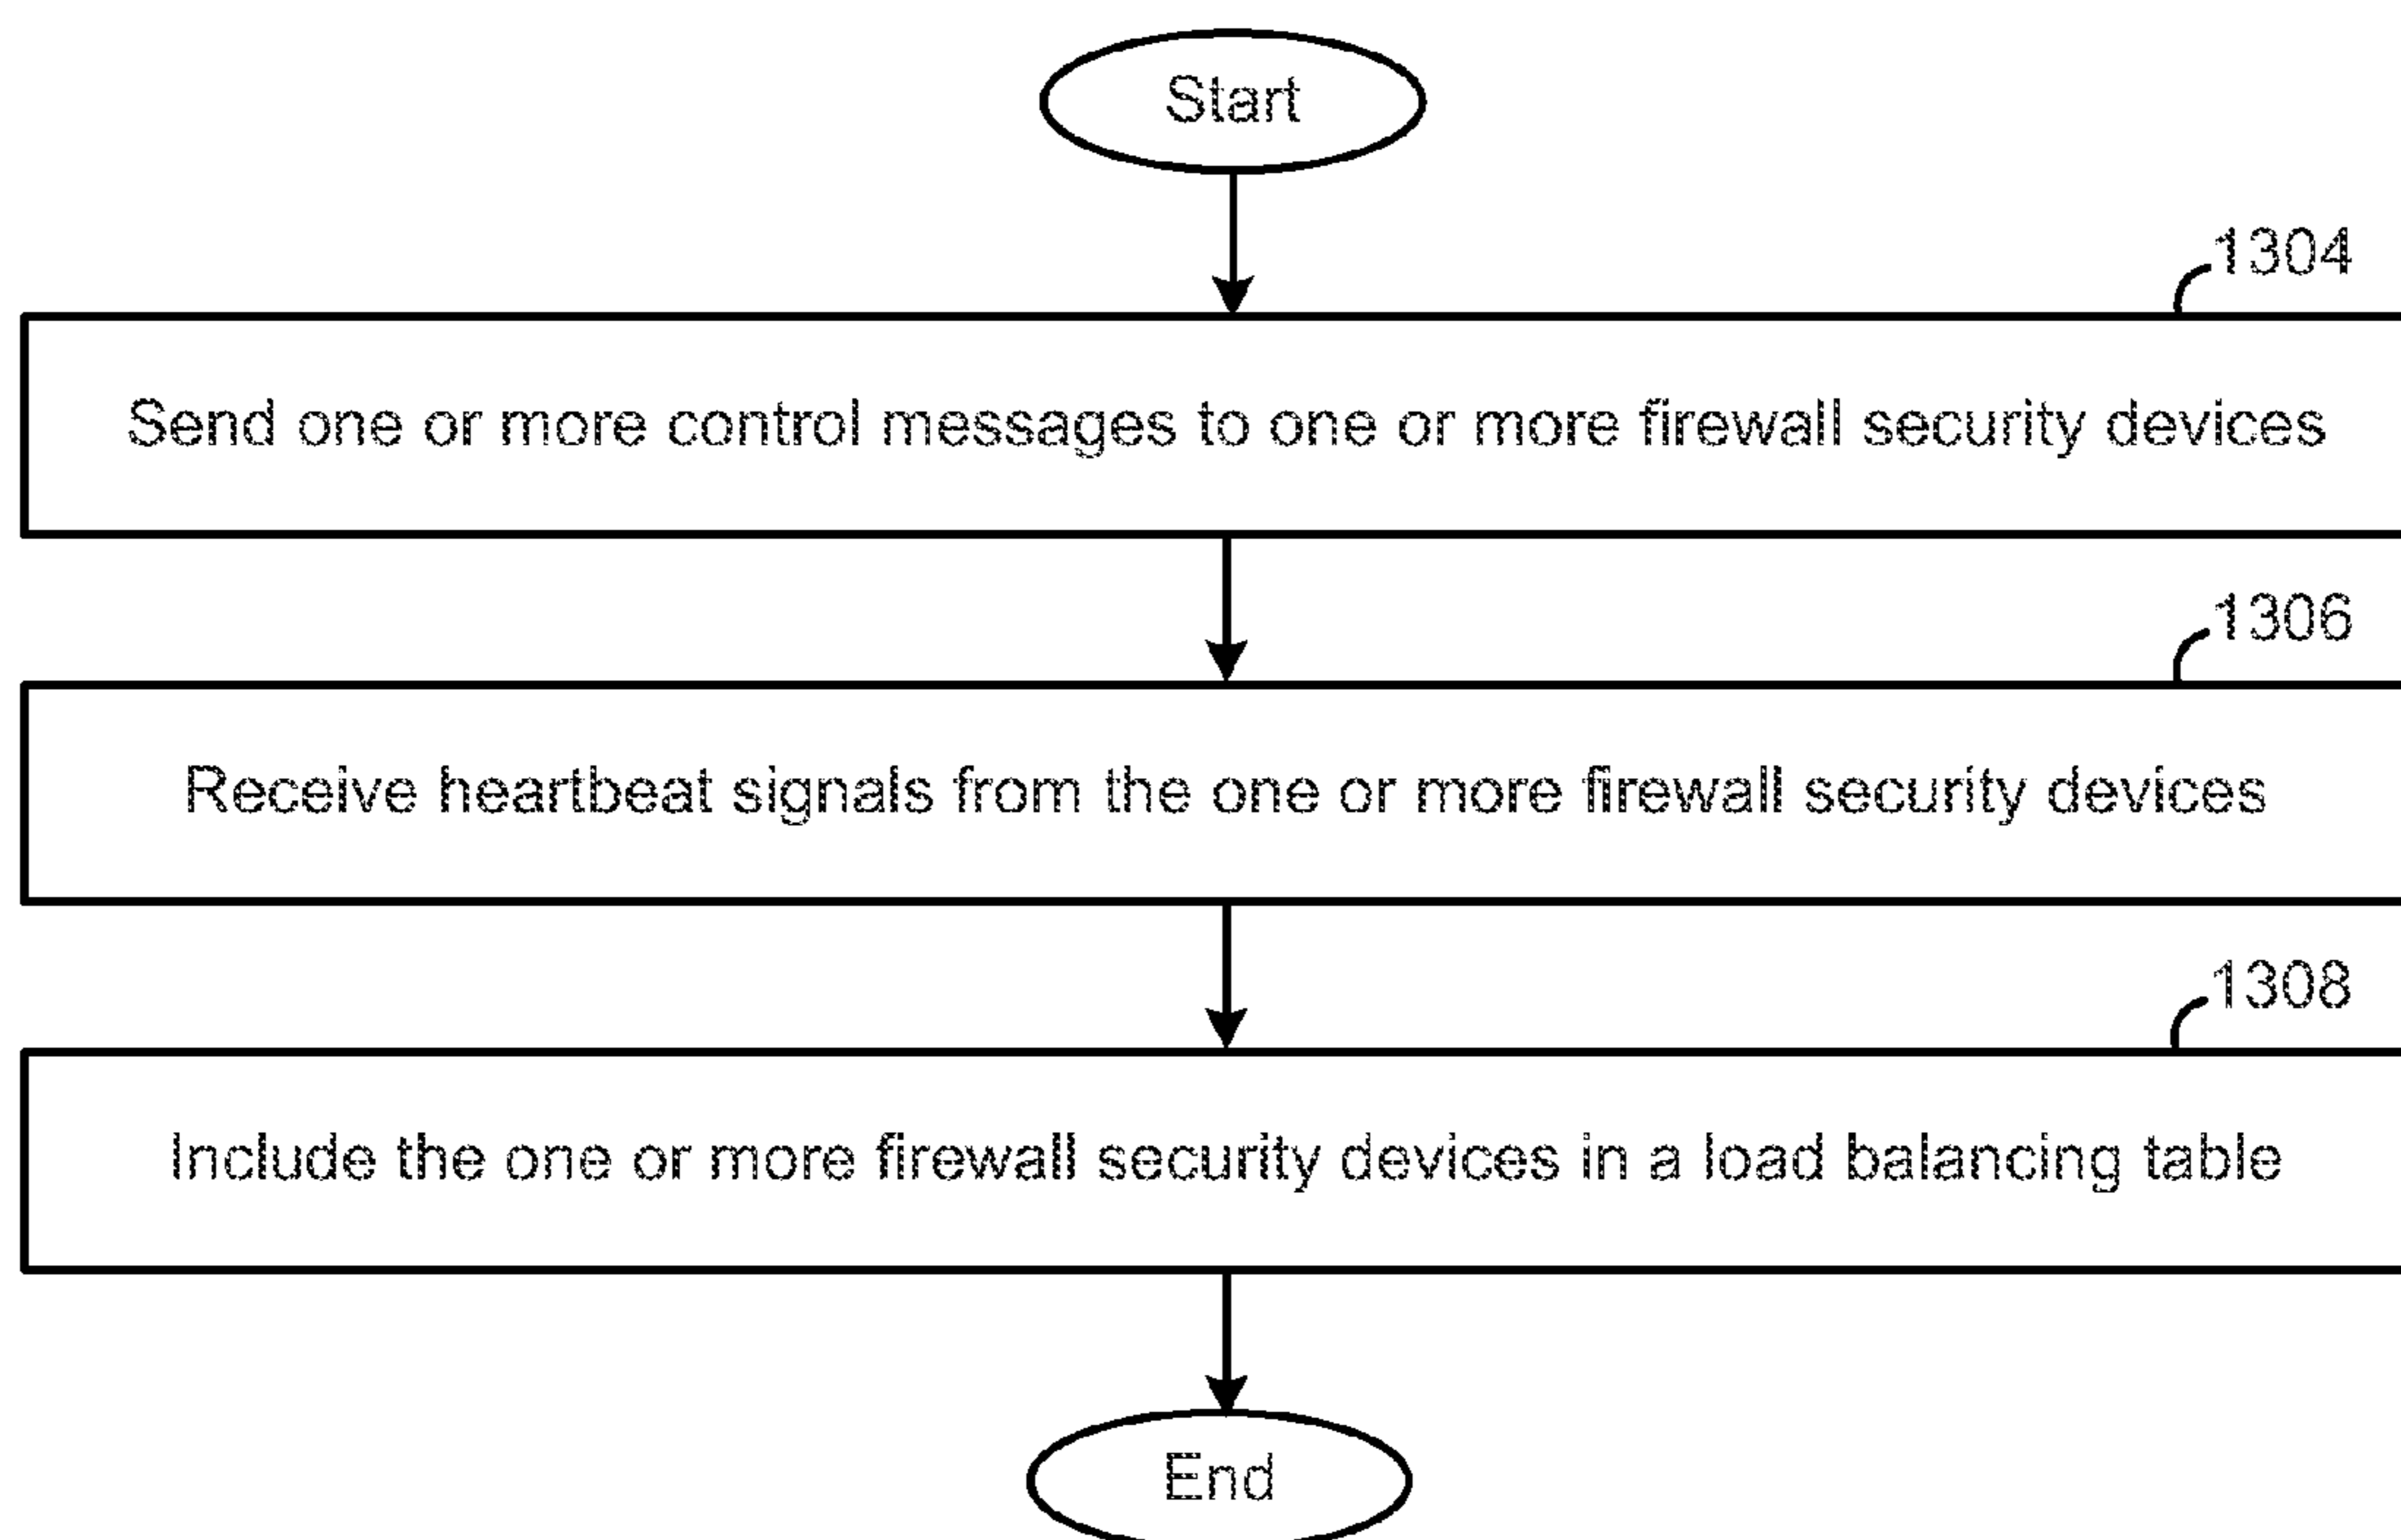 Start
1304
Send one or more control messages to one or more firewall security devices
1306
Receive heartbeat signals from the one or more firewall security devices
1308
Include the one or more firewall security devices in a load balancing table
End